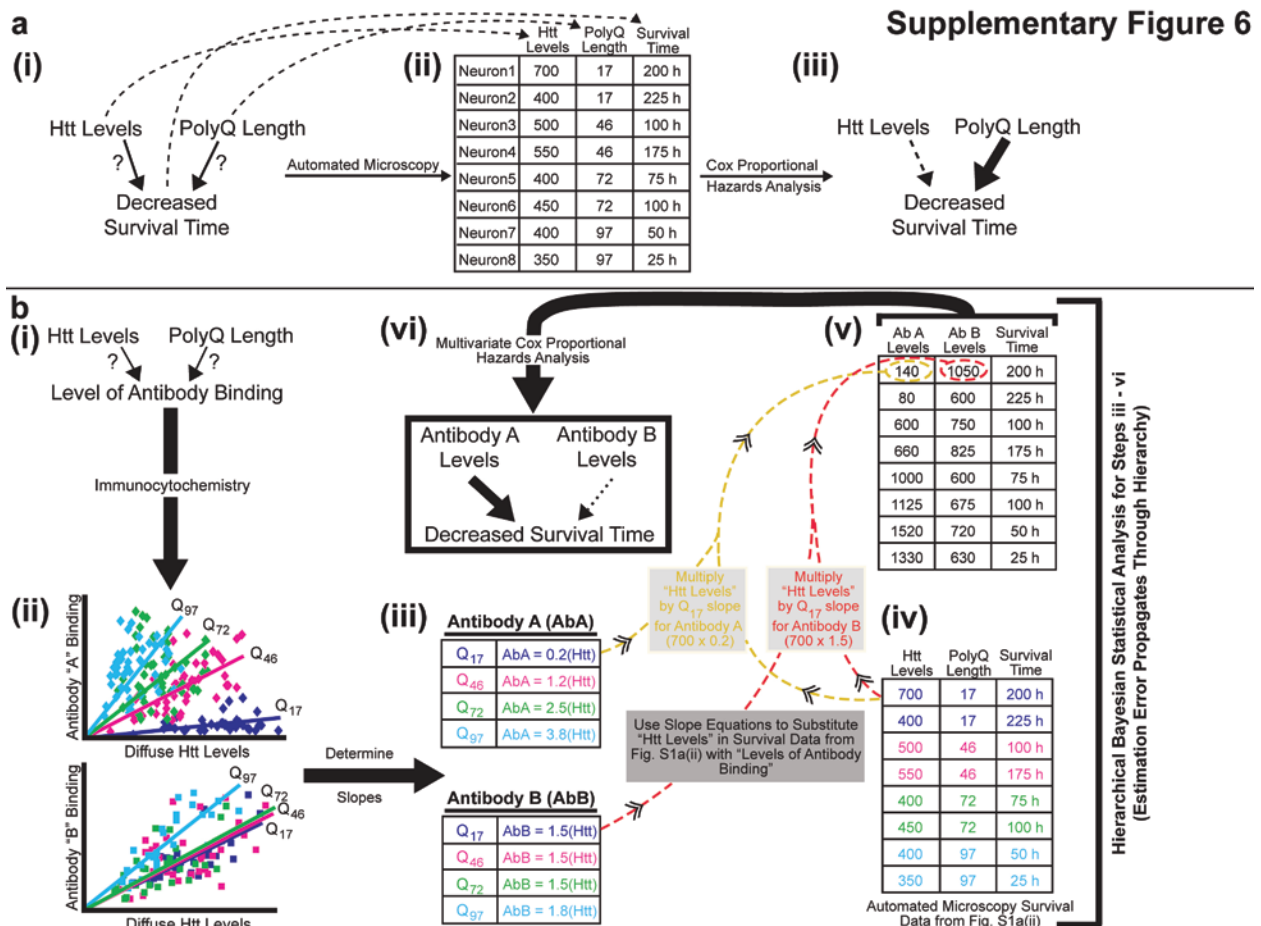 Supplementary Figure 6
a
(i)
Htt Levels
PolyQ Length
?
?
Decreased
Survival Time
Automated Microscopy
(ii)
Htt Levels PolyQ Length Survival Time
Neuron1 700 17 200 h
Neuron2 400 17 225 h
Neuron3 500 46 100 h
Neuron4 550 46 175 h
Neuron5 400 72 75 h
Neuron6 450 72 100 h
Neuron7 400 97 50 h
Neuron8 350 97 25 h
Cox Proportional
Hazards Analysis
(iii)
Htt Levels
PolyQ Length
Decreased
Survival Time
b
(i)
Htt Levels
PolyQ Length
?
?
Level of Antibody Binding
Immunocytochemistry
(ii)
Antibody "A" Binding
Q97
Q72
Q46
Q17
Diffuse Htt Levels
Antibody "B" Binding
Q97
Q72
Q46
Q17
Diffuse Htt Levels
Determine
Slopes
(iii)
Antibody A (AbA)
Q17 AbA = 0.2(Htt)
Q46 AbA = 1.2(Htt)
Q72 AbA = 2.5(Htt)
Q97 AbA = 3.8(Htt)
Antibody B (AbB)
Q17 AbB = 1.5(Htt)
Q46 AbB = 1.5(Htt)
Q72 AbB = 1.5(Htt)
Q97 AbB = 1.8(Htt)
Multiply
"Htt Levels"
by Q17 slope
for Antibody A
(700 x 0.2)
Multiply
"Htt Levels"
by Q17 slope
for Antibody B
(700 x 1.5)
Use Slope Equations to Substitute
"Htt Levels" in Survival Data from
Fig. S1a(ii) with "Levels of Antibody
Binding"
(iv)
Htt Levels PolyQ Length Survival Time
700 17 200 h
400 17 225 h
500 46 100 h
550 46 175 h
400 72 75 h
450 72 100 h
400 97 50 h
350 97 25 h
Automated Microscopy Survival
Data from Fig. S1a(ii)
(v)
Ab A Levels Ab B Levels Survival Time
140 1050 200 h
80 600 225 h
600 750 100 h
660 825 175 h
1000 600 75 h
1125 675 100 h
1520 720 50 h
1330 630 25 h
(vi)
Multivariate Cox Proportional
Hazards Analysis
Antibody A
Levels
Antibody B
Levels
Decreased Survival Time
Hierarchical Bayesian Statistical Analysis for Steps iii - vi
(Estimation Error Propagates Through Hierarchy)